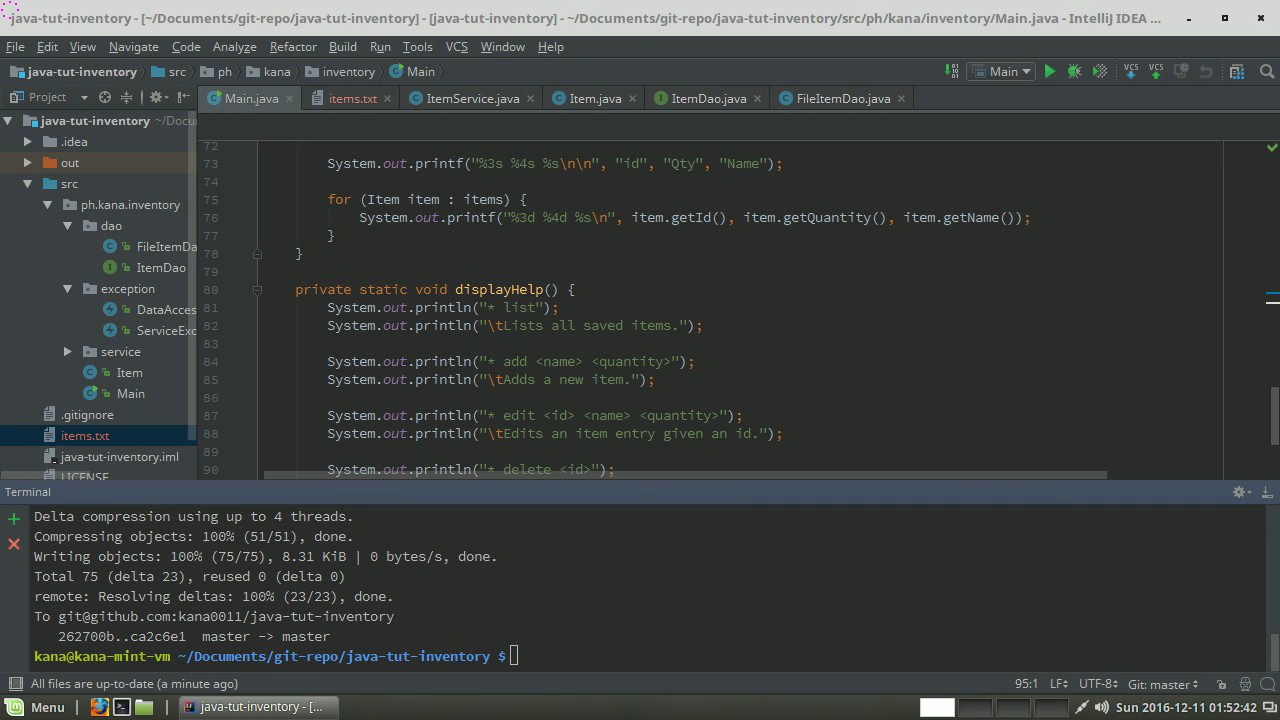 java-tut-inventory - [~/Documents/git-repo/java-tut-inventory] - [java-tut-inventory] - ~/Documents/git-repo/java-tut-inventory/src/ph/kana/inventory/Main.java - IntelliJ IDEA ...
File Edit View Navigate Code Analyze Refactor Build Run Tools VCS Window Help
java-tut-inventory src ph kana inventory Main Main VCS VCS
Project Main.java items.txt ItemService.java Item.java ItemDao.java FileItemDao.java
java-tut-inventory ~/Docu
.idea
out
src
ph.kana.inventory
dao
FileItemDa
ItemDao
exception
DataAcces
ServiceExc
service
Item
Main
.gitignore
items.txt
java-tut-inventory.iml
LICENSE
72
73 System.out.printf("%3s %4s %s\n\n", "id", "Qty", "Name");
74
75 for (Item item : items) {
76 System.out.printf("%3d %4d %s\n", item.getId(), item.getQuantity(), item.getName());
77 }
78 }
79
80 private static void displayHelp() {
81 System.out.println("* list");
82 System.out.println("\tLists all saved items.");
83
84 System.out.println("* add <name> <quantity>");
85 System.out.println("\tAdds a new item.");
86
87 System.out.println("* edit <id> <name> <quantity>");
88 System.out.println("\tEdits an item entry given an id.");
89
90 System.out.println("* delete <id>");
Terminal
Delta compression using up to 4 threads.
Compressing objects: 100% (51/51), done.
Writing objects: 100% (75/75), 8.31 KiB | 0 bytes/s, done.
Total 75 (delta 23), reused 0 (delta 0)
remote: Resolving deltas: 100% (23/23), done.
To git@github.com:kana0011/java-tut-inventory
262700b..ca2c6e1 master -> master
kana@kana-mint-vm ~/Documents/git-repo/java-tut-inventory $
All files are up-to-date (a minute ago) 95:1 LF UTF-8 Git: master
Menu java-tut-inventory - [... Sun 2016-12-11 01:52:42